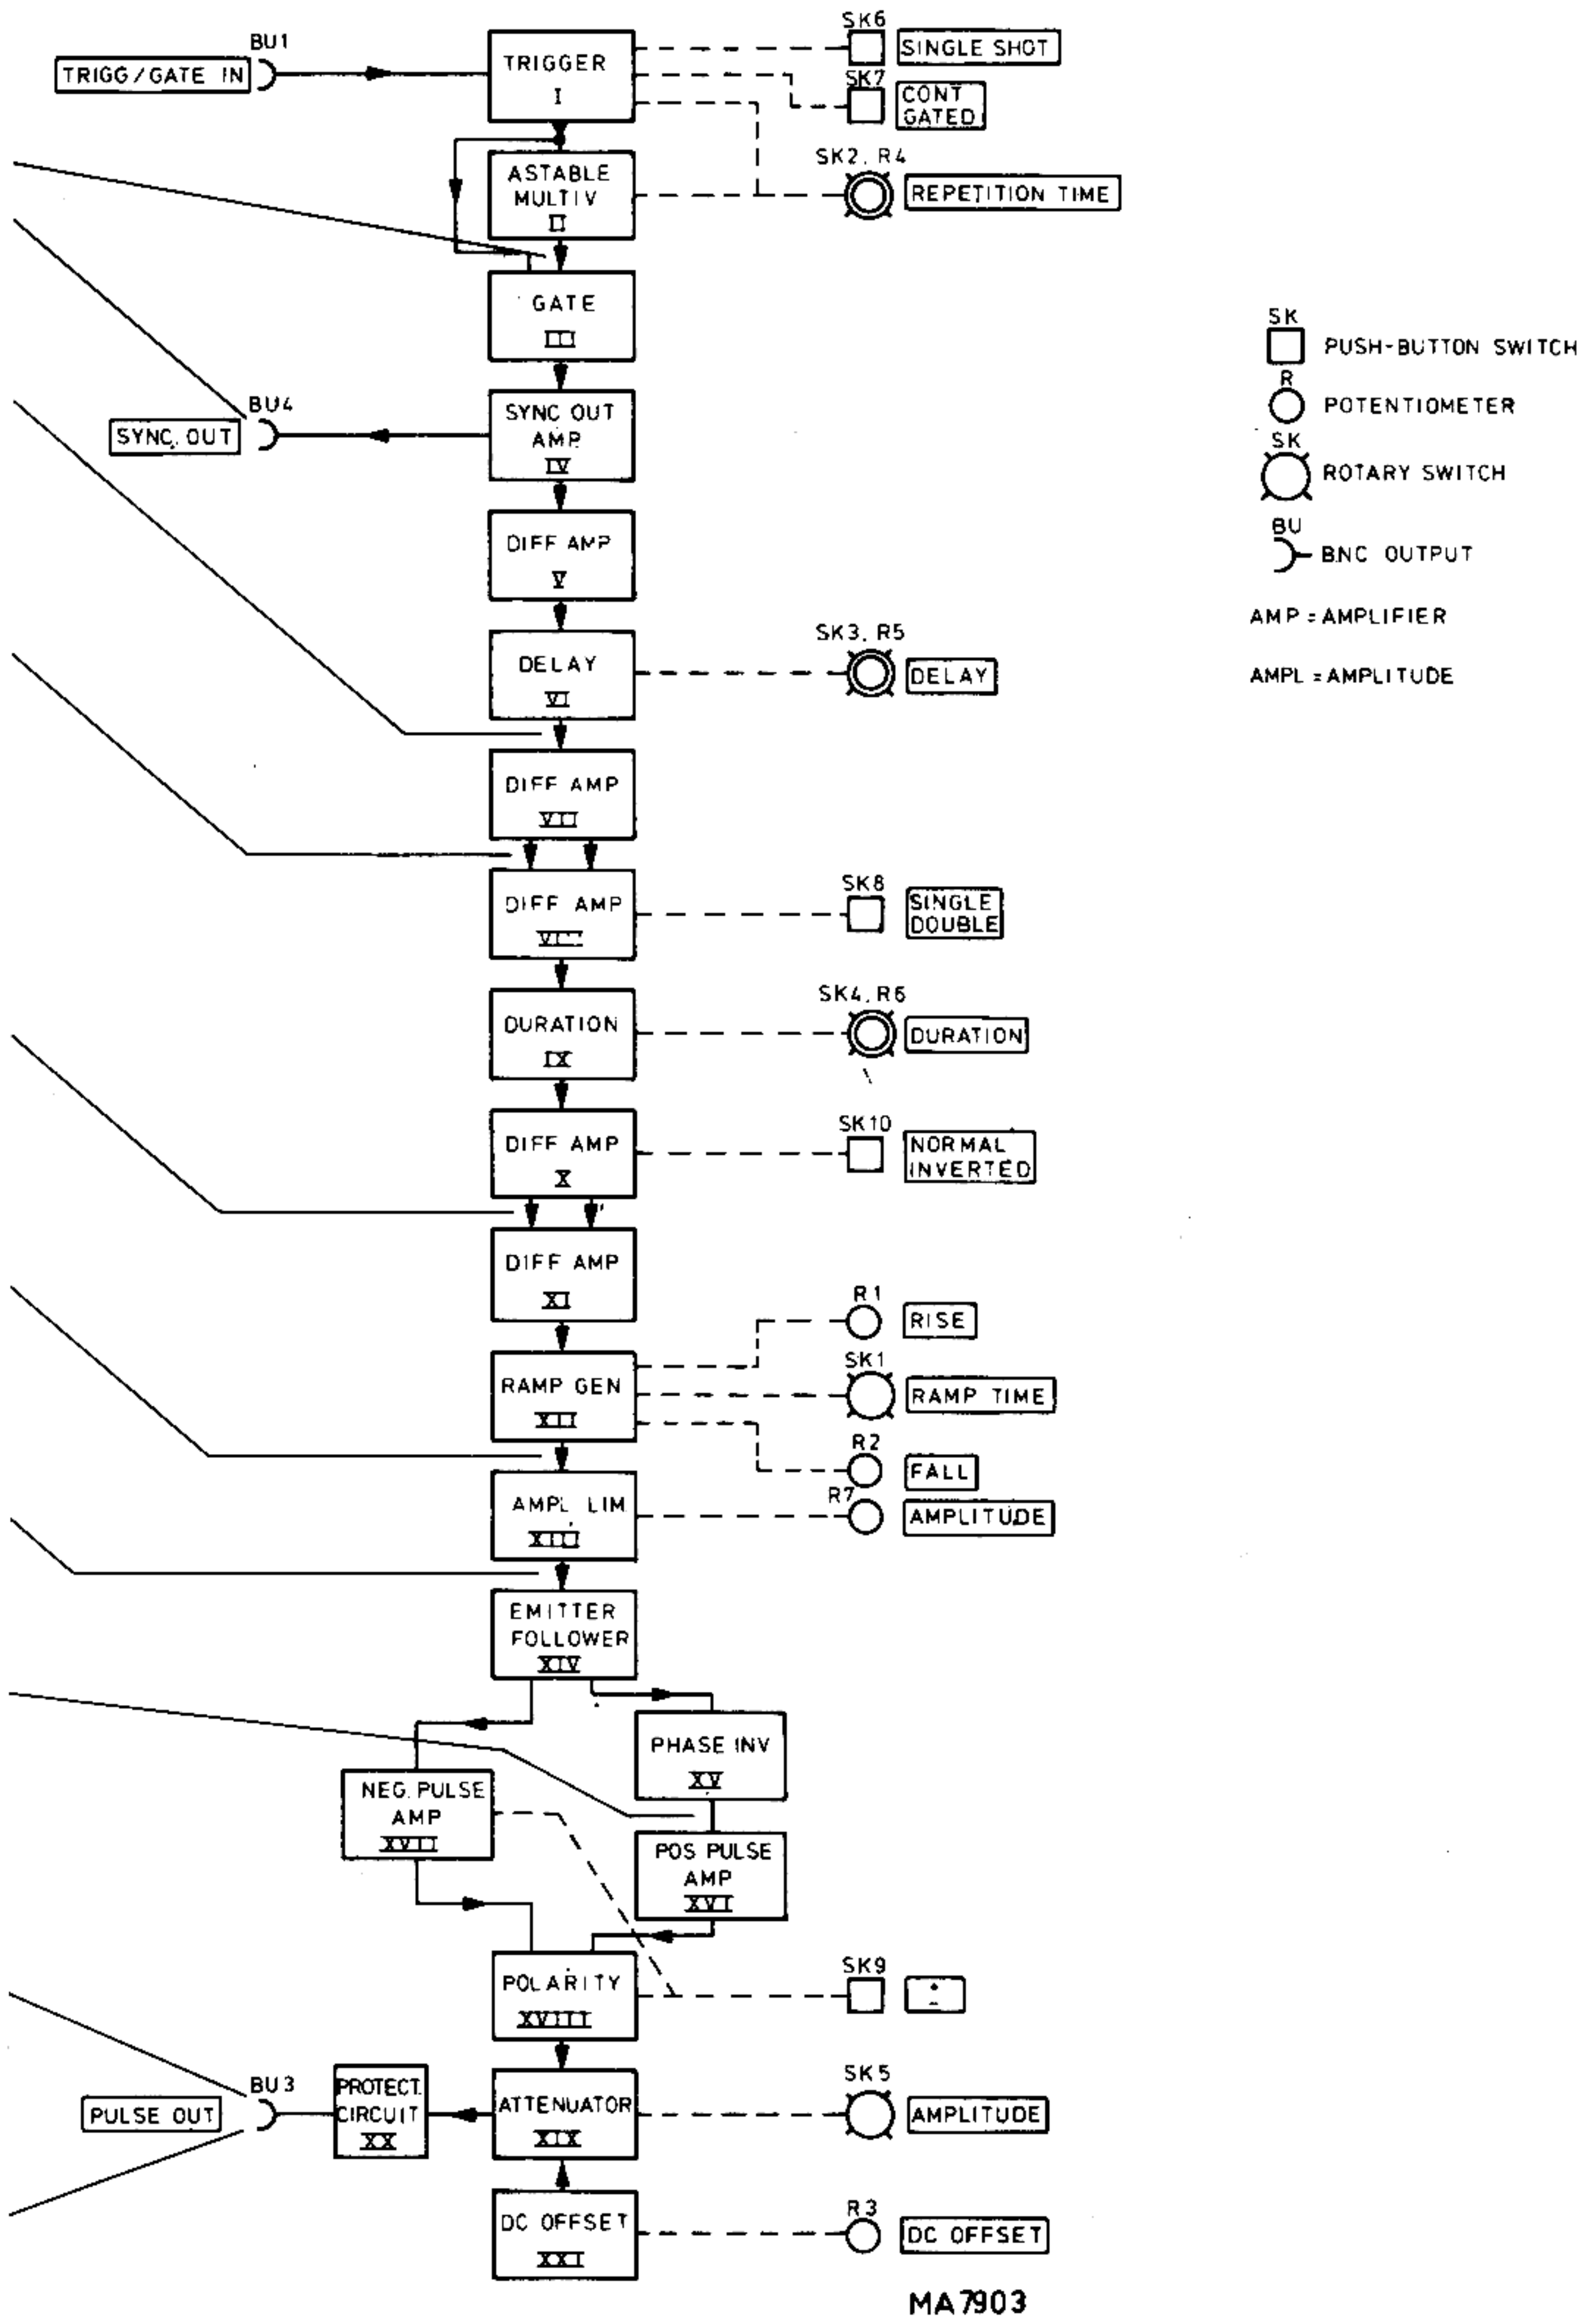 BU1
TRIGG/GATE IN
TRIGGER
I
SK6
SINGLE SHOT
SK7
CONT
GATED
ASTABLE
MULTIV
II
SK2, R4
REPETITION TIME
GATE
III
BU4
SYNC. OUT
SYNC OUT
AMP.
IV
DIFF AMP
V
DELAY
VI
SK3, R5
DELAY
DIFF AMP
VII
DIFF AMP
VIII
SK8
SINGLE
DOUBLE
DURATION
IX
SK4, R6
DURATION
DIFF AMP
X
SK10
NORMAL
INVERTED
DIFF AMP
XI
RAMP GEN
XII
R1
RISE
SK1
RAMP TIME
R2
FALL
AMPL LIM
XIII
R7
AMPLITUDE
EMITTER
FOLLOWER
XIV
PHASE INV
XV
NEG. PULSE
AMP
XVII
POS PULSE
AMP
XVI
POLARITY
XVIII
SK9
BU3
PULSE OUT
PROTECT.
CIRCUIT
XX
ATTENUATOR
XIX
SK5
AMPLITUDE
DC OFFSET
XXI
R3
DC OFFSET
SK
PUSH-BUTTON SWITCH
R
POTENTIOMETER
SK
ROTARY SWITCH
BU
BNC OUTPUT
AMP = AMPLIFIER
AMPL = AMPLITUDE
MA7903